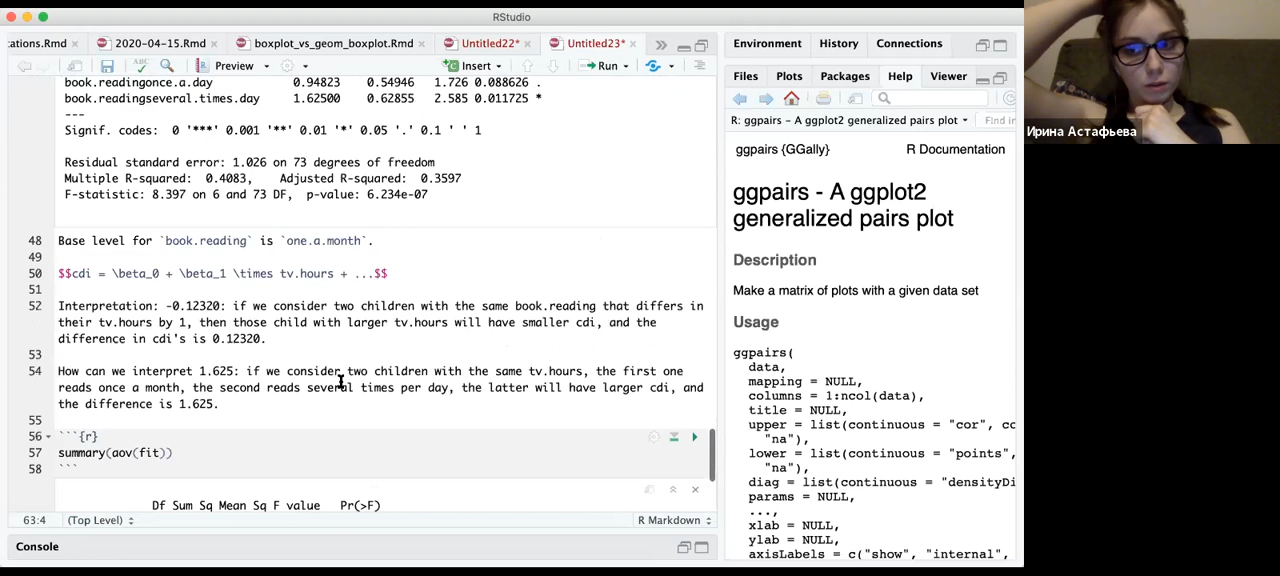 RStudio
tations.Rmd
2020-04-15.Rmd
boxplot_vs_geom_boxplot.Rmd
Untitled22*
Untitled23*
Preview
Insert
Run
book.readingonce.a.day 0.94823 0.54946 1.726 0.088626 .
book.readingseveral.times.day 1.62500 0.62855 2.585 0.011725 *
---
Signif. codes: 0 '***' 0.001 '**' 0.01 '*' 0.05 '.' 0.1 ' ' 1
Residual standard error: 1.026 on 73 degrees of freedom
Multiple R-squared: 0.4083, Adjusted R-squared: 0.3597
F-statistic: 8.397 on 6 and 73 DF, p-value: 6.234e-07
48 Base level for `book.reading` is `one.a.month`.
49
50 $$cdi = \beta_0 + \beta_1 \times tv.hours + ...$$
51
52 Interpretation: -0.12320: if we consider two children with the same book.reading that differs in
their tv.hours by 1, then those child with larger tv.hours will have smaller cdi, and the
difference in cdi's is 0.12320.
53
54 How can we interpret 1.625: if we consider two children with the same tv.hours, the first one
reads once a month, the second reads several times per day, the latter will have larger cdi, and
the difference is 1.625.
55
56 ```{r}
57 summary(aov(fit))
58 ```
Df Sum Sq Mean Sq F value Pr(>F)
63:4 (Top Level) R Markdown
Console
Environment History Connections
Files Plots Packages Help Viewer
R: ggpairs - A ggplot2 generalized pairs plot
Find in
ggpairs {GGally} R Documentation
ggpairs - A ggplot2
generalized pairs plot
Description
Make a matrix of plots with a given data set
Usage
ggpairs(
data,
mapping = NULL,
columns = 1:ncol(data),
title = NULL,
upper = list(continuous = "cor", co
"na"),
lower = list(continuous = "points",
"na"),
diag = list(continuous = "densityDi
params = NULL,
...,
xlab = NULL,
ylab = NULL,
axisLabels = c("show", "internal",
Ирина Астафьева